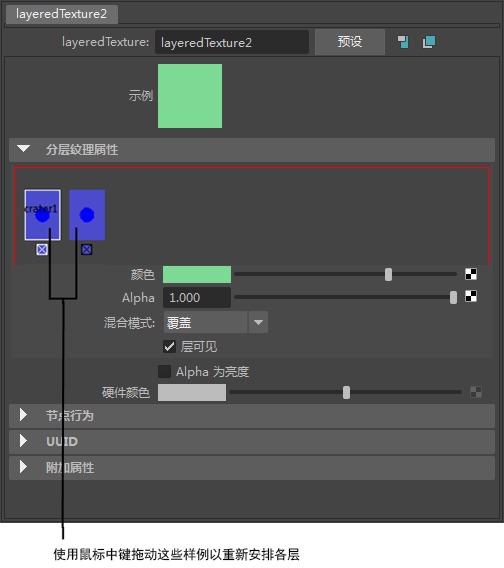 layeredTexture2
layeredTexture: layeredTexture2 预设
示例
分层纹理属性
crater1
颜色
Alpha 1.000
混合模式: 覆盖
层可见
Alpha 为亮度
硬件颜色
节点行为
UUID
附加属性
使用鼠标中键拖动这些样例以重新安排各层